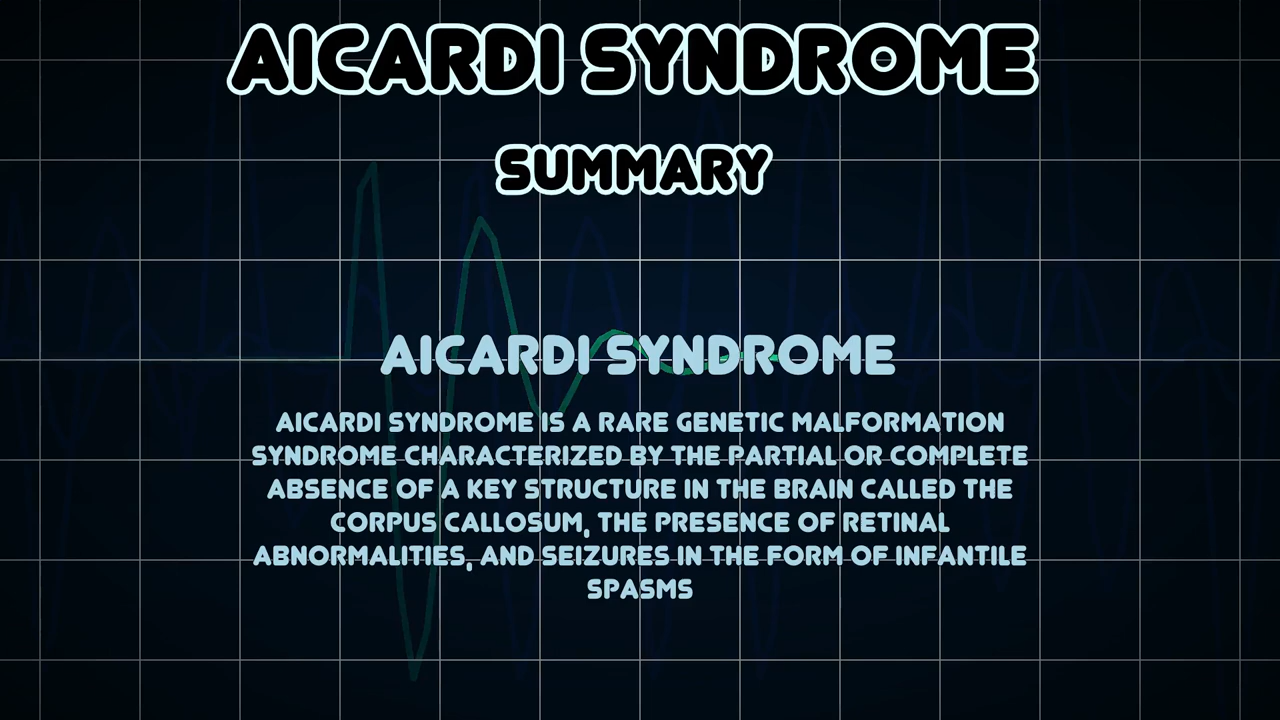 AICARDI SYNDROME
SUMMARY
AICARDI SYNDROME
AICARDI SYNDROME IS A RARE GENETIC MALFORMATION
SYNDROME CHARACTERIZED BY THE PARTIAL OR COMPLETE
ABSENCE OF A KEY STRUCTURE IN THE BRAIN CALLED THE
CORPUS CALLOSUM, THE PRESENCE OF RETINAL
ABNORMALITIES, AND SEIZURES IN THE FORM OF INFANTILE
SPASMS